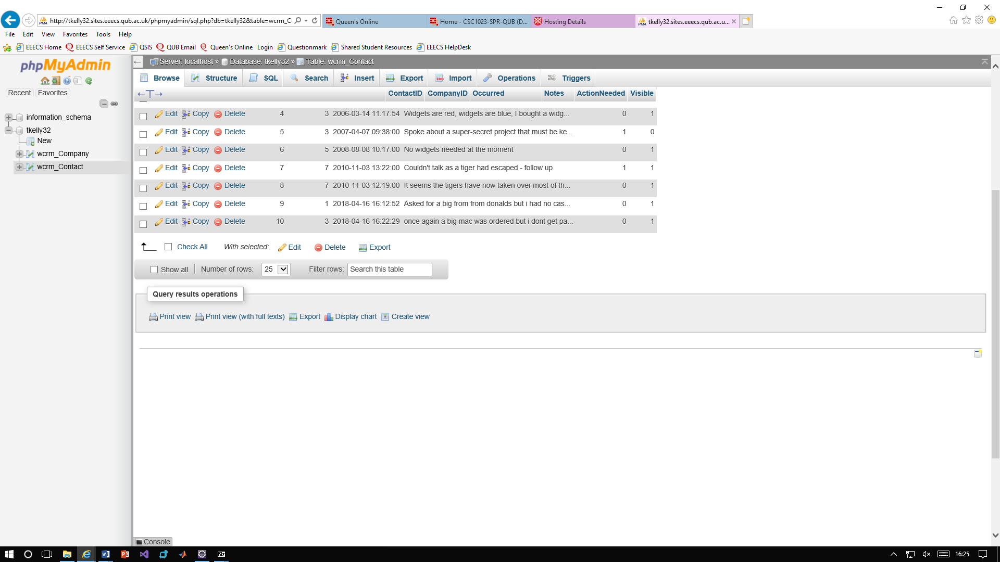 http://tkelly32.sites.eeecs.qub.ac.uk/phpmyadmin/sql.php?db=tkelly32&table=wcrm_C
Queen's Online
Home - CSC1023-SPR-QUB (D...
Hosting Details
tkelly32.sites.eeecs.qub.ac.u...
File Edit View Favorites Tools Help
EEECS Home EEECS Self Service QSIS QUB Email Queen's Online Login Questionmark Shared Student Resources EEECS HelpDesk
phpMyAdmin
Recent Favorites
information_schema
tkelly32
New
wcrm_Company
wcrm_Contact
Server: localhost » Database: tkelly32 » Table: wcrm_Contact
Browse Structure SQL Search Insert Export Import Operations Triggers
ContactID CompanyID Occurred Notes ActionNeeded Visible
Edit Copy Delete 4 3 2006-03-14 11:17:54 Widgets are red, widgets are blue, I bought a widg... 0 1
Edit Copy Delete 5 3 2007-04-07 09:38:00 Spoke about a super-secret project that must be ke... 1 0
Edit Copy Delete 6 5 2008-08-08 10:17:00 No widgets needed at the moment 0 1
Edit Copy Delete 7 7 2010-11-03 13:22:00 Couldn't talk as a tiger had escaped - follow up 1 1
Edit Copy Delete 8 7 2010-11-03 12:19:00 It seems the tigers have now taken over most of th... 0 1
Edit Copy Delete 9 1 2018-04-16 16:12:52 Asked for a big from from donalds but i had no cas... 0 1
Edit Copy Delete 10 3 2018-04-16 16:22:29 once again a big mac was ordered but i dont get pa... 0 1
Check All With selected: Edit Delete Export
Show all Number of rows: 25 Filter rows: Search this table
Query results operations
Print view Print view (with full texts) Export Display chart Create view
Console
16:25